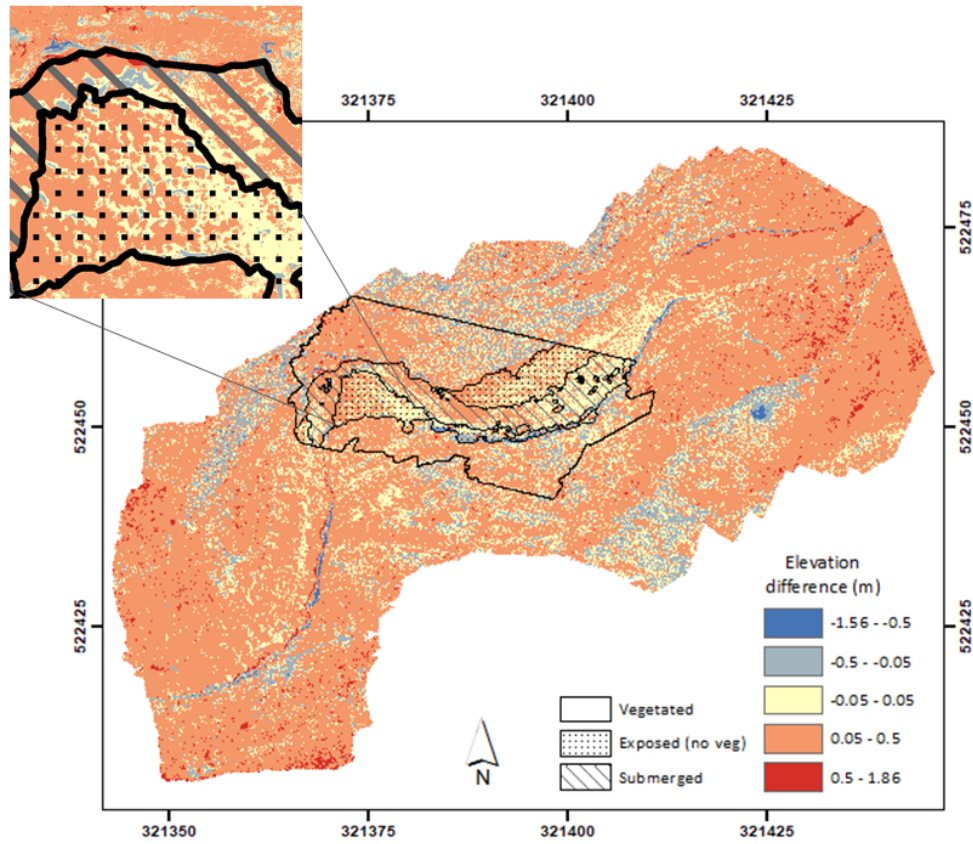 321375 321400 321425
522475
522475
522450
522450
522425
522425
Elevation
difference (m)
-1.56 - -0.5
-0.5 - -0.05
-0.05 - 0.05
0.05 - 0.5
0.5 - 1.86
Vegetated
Exposed (no veg)
Submerged
N
321350 321375 321400 321425